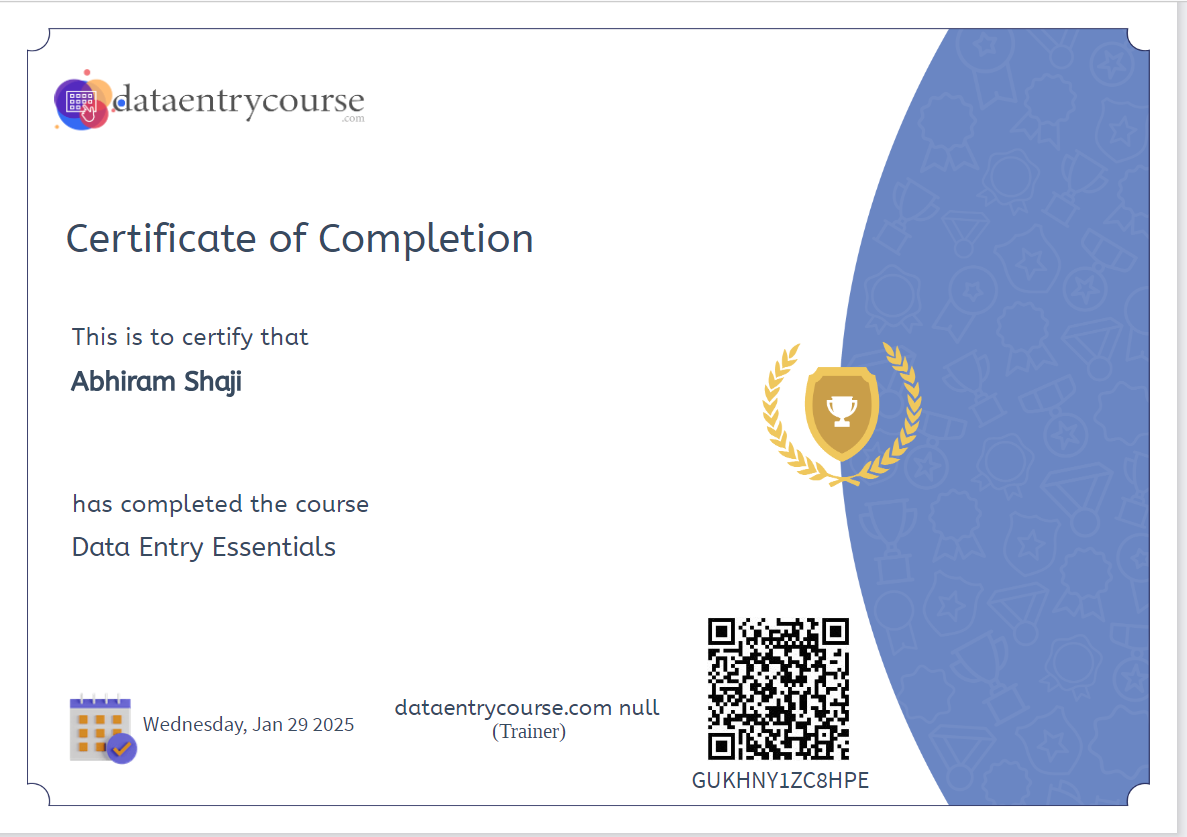 dataentrycourse
.com
Certificate of Completion
This is to certify that
Abhiram Shaji
has completed the course
Data Entry Essentials
Wednesday, Jan 29 2025
dataentrycourse.com null
(Trainer)
GUKHNY1ZC8HPE